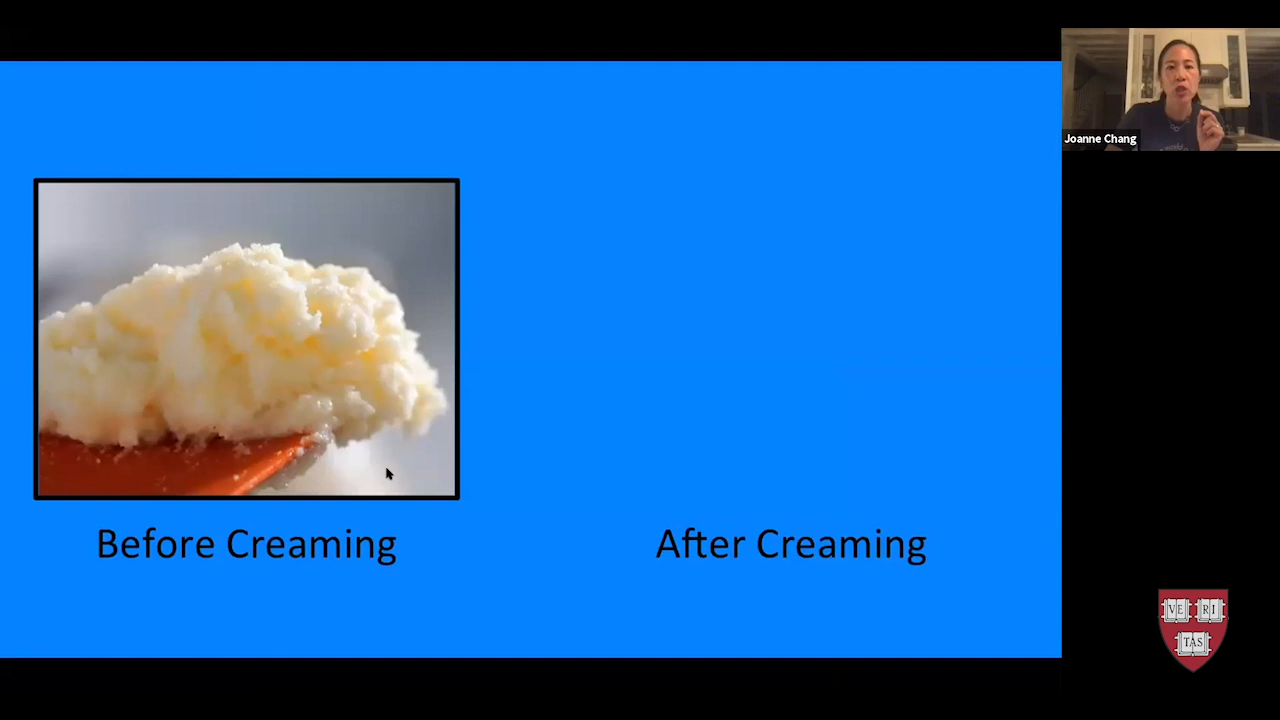 Joanne Chang
Before Creaming
After Creaming
VE RI
TAS